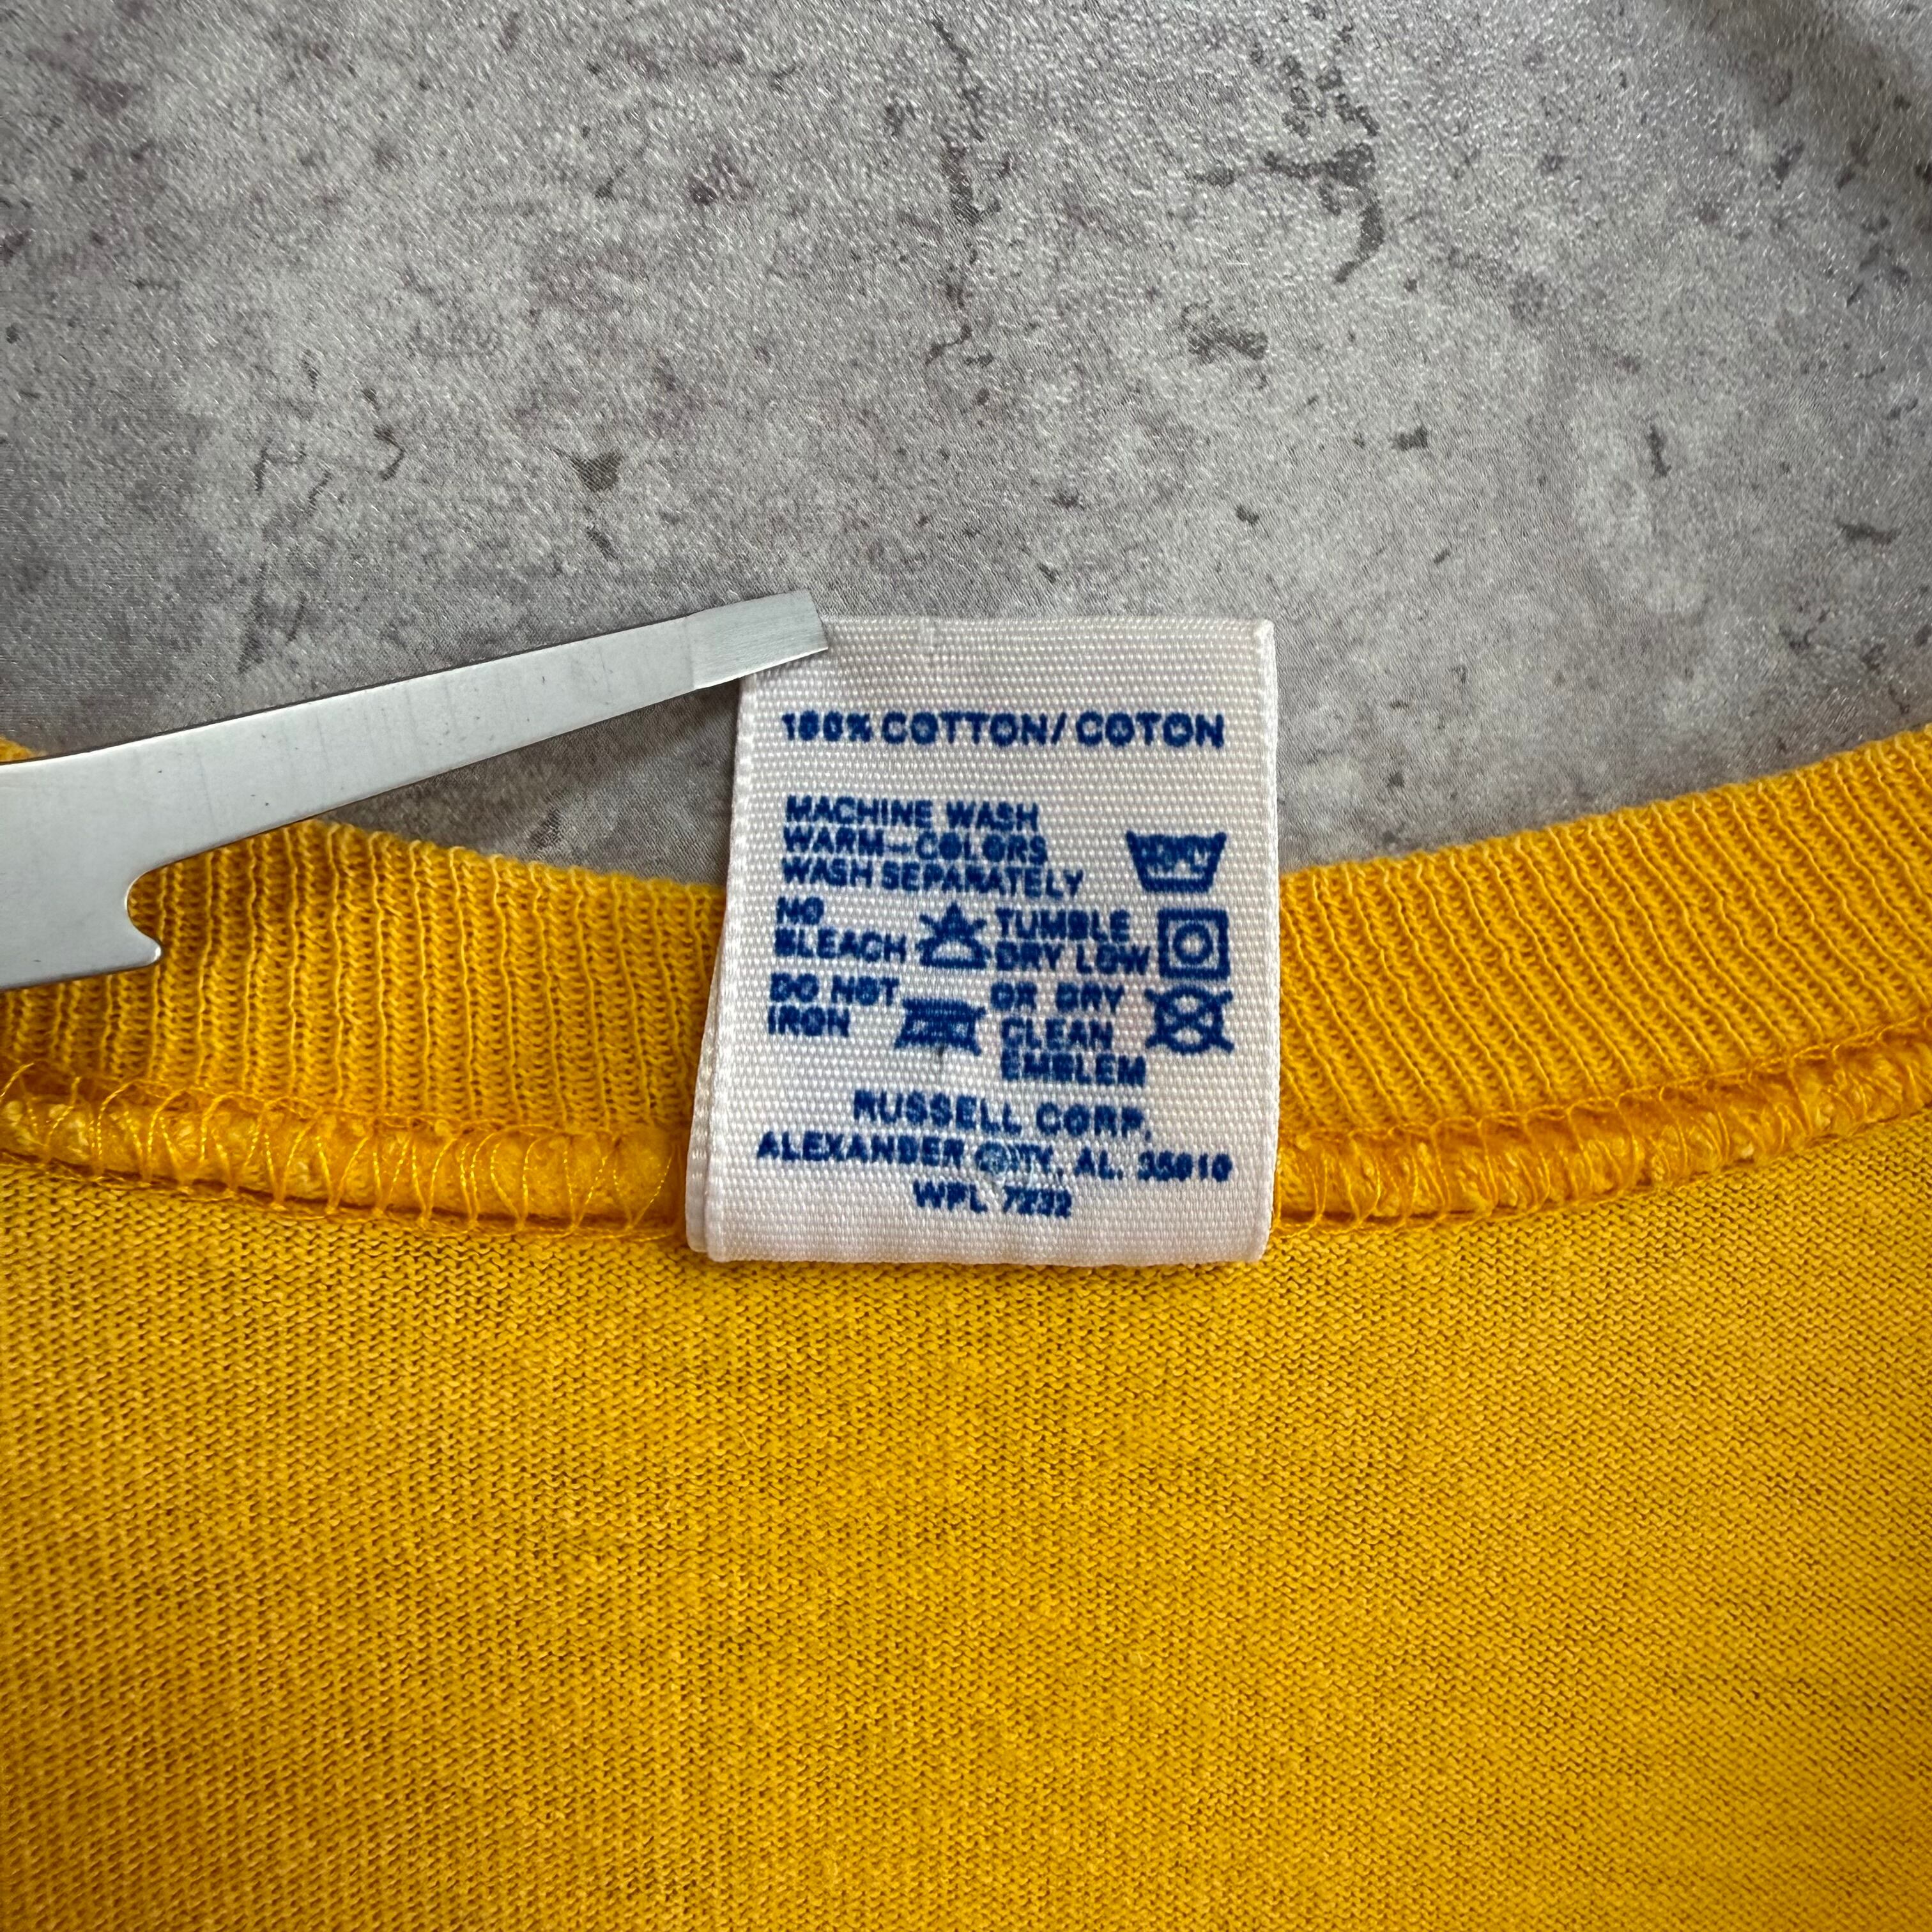 100% COTTON/COTON
MACHINE WASH
WARM-COLORS
WASH SEPARATELY
NO
BLEACH
TUMBLE
DRY LOW
DO NOT
IRON
OR DRY
CLEAN
EMBLEM
RUSSELL CORP.
ALEXANDER CITY, AL. 35010
WPL 7232